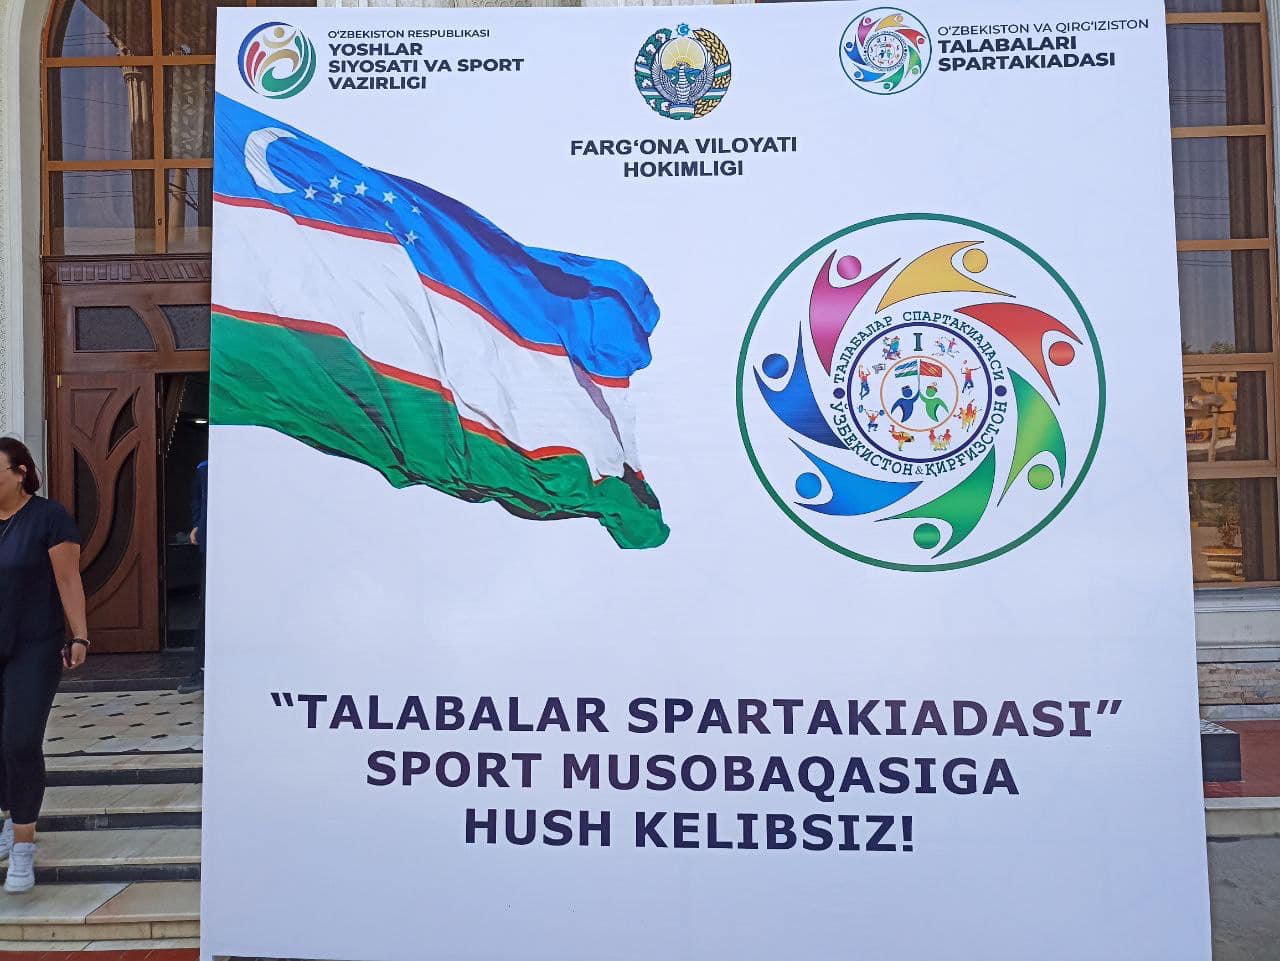 O‘ZBEKISTON RESPUBLIKASI
YOSHLAR
SIYOSATI VA SPORT
VAZIRLIGI
FARG‘ONA VILOYATI
HOKIMLIGI
O‘ZBEKISTON VA QIRG‘IZISTON
TALABALARI
SPARTAKIADASI
ТАЛАБАЛАР СПАРТАКИАДАСИ
I
ЎЗБЕКИСТОН & ҚИРҒИЗСТОН
“TALABALAR SPARTAKIADASI”
SPORT MUSOBAQASIGA
HUSH KELIBSIZ!